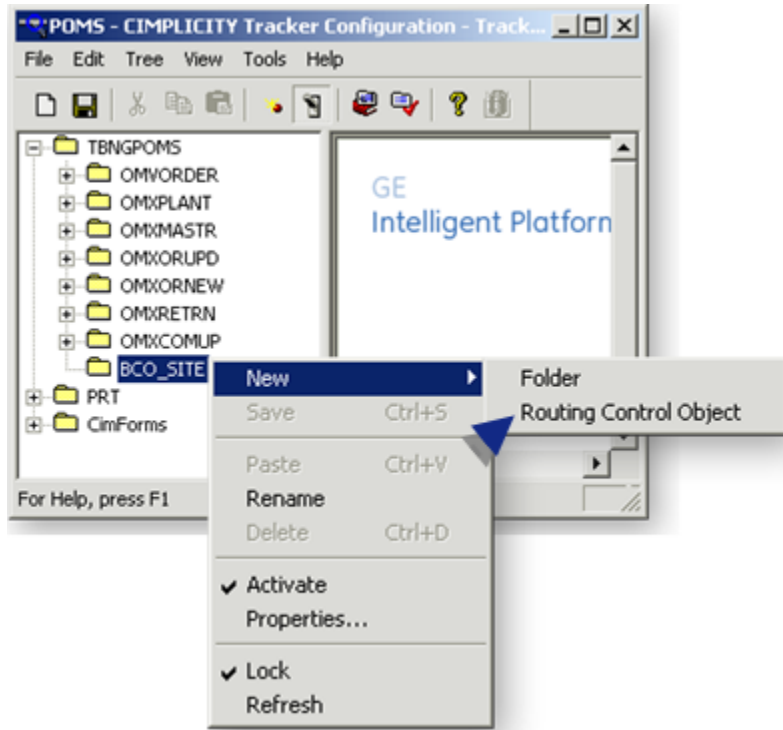 POMS - CIMPLICITY Tracker Configuration - Track...
File Edit Tree View Tools Help
TBNGPOMS
OMVORDER
OMXPLANT
OMXMASTR
OMXORUPD
OMXORNEW
OMXRETRN
OMXCOMUP
BCO_SITE
PRT
CimForms
GE
Intelligent Platforn
For Help, press F1
New
Save Ctrl+S
Paste Ctrl+V
Rename
Delete Ctrl+D
Activate
Properties...
Lock
Refresh
Folder
Routing Control Object